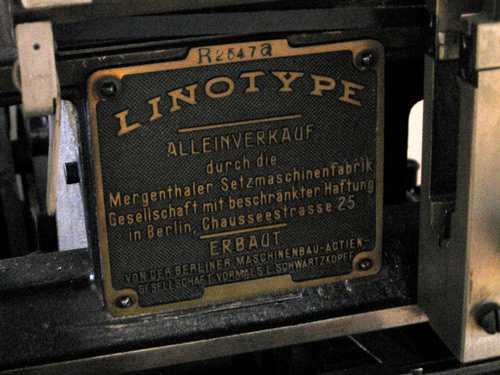 R2547a
LINOTYPE
ALLEINVERKAUF
durch die
Mergenthaler Setzmaschinenfabrik
Gesellschaft mit beschränkter Haftung
in Berlin, Chausseestrasse 25
ERBAUT
VON DER BERLINER MASCHINENBAU-ACTIEN-
GESELLSCHAFT VORMALS L. SCHWARTZKOPFF